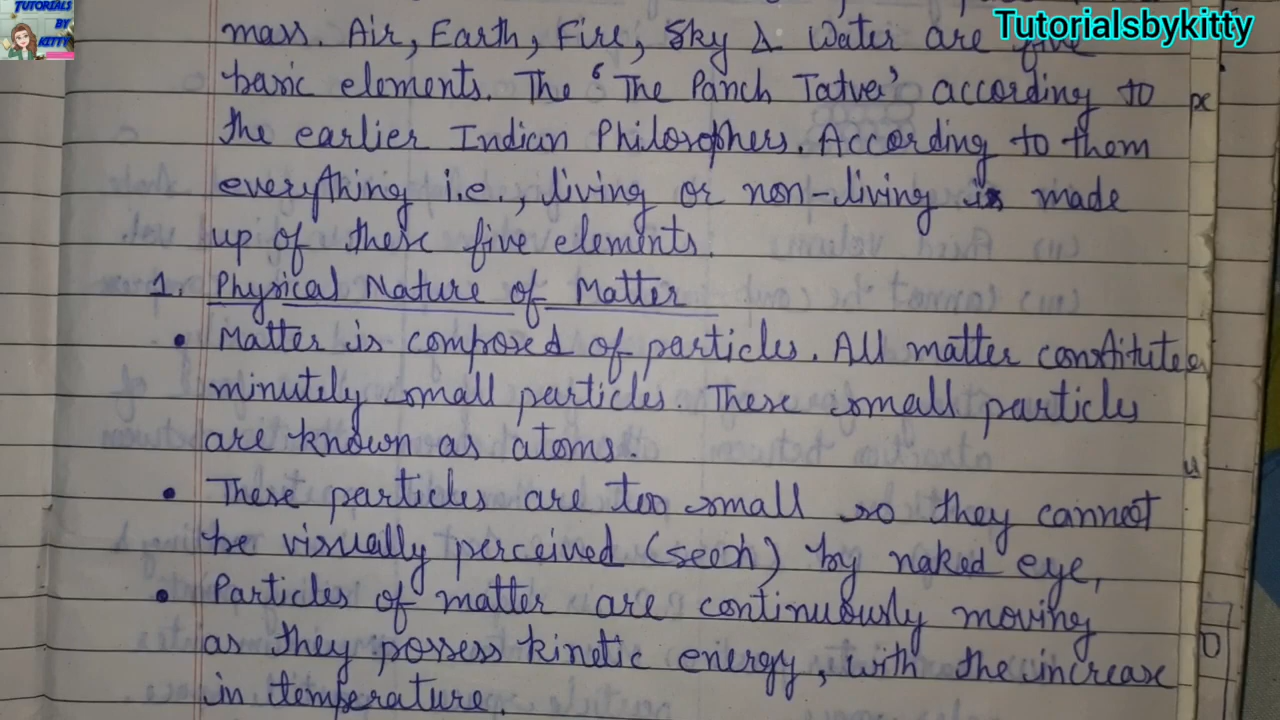 TUTORIALS
BY
KITTY
Tutorialsbykitty
mass. Air, Earth, Fire, Sky & Water are five
basic elements. The ‘The Panch Tatva’ according to
the earlier Indian Philosophers. According to them
everything i.e., living or non-living is made
up of these five elements.
1. Physical Nature of Matter
• Matter is composed of particles. All matter constitutes
minutely small particles. These small particles
are known as atoms.
• These particles are too small so they cannot
be visually perceived (seen) by naked eye,
• Particles of matter are continuously moving
as they possess kinetic energy, with the increase
in temperature.